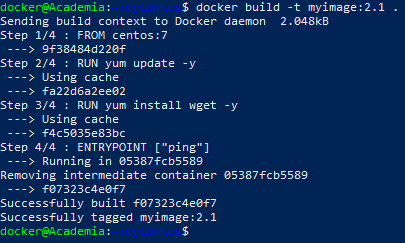 docker@Academia:~/mycentos$ docker build -t myimage:2.1 .
Sending build context to Docker daemon  2.048kB
Step 1/4 : FROM centos:7
 ---> 9f38484d220f
Step 2/4 : RUN yum update -y
 ---> Using cache
 ---> fa22d6a2ee02
Step 3/4 : RUN yum install wget -y
 ---> Using cache
 ---> f4c5035e83bc
Step 4/4 : ENTRYPOINT ["ping"]
 ---> Running in 05387fcb5589
Removing intermediate container 05387fcb5589
 ---> f07323c4e0f7
Successfully built f07323c4e0f7
Successfully tagged myimage:2.1
docker@Academia:~/mycentos$